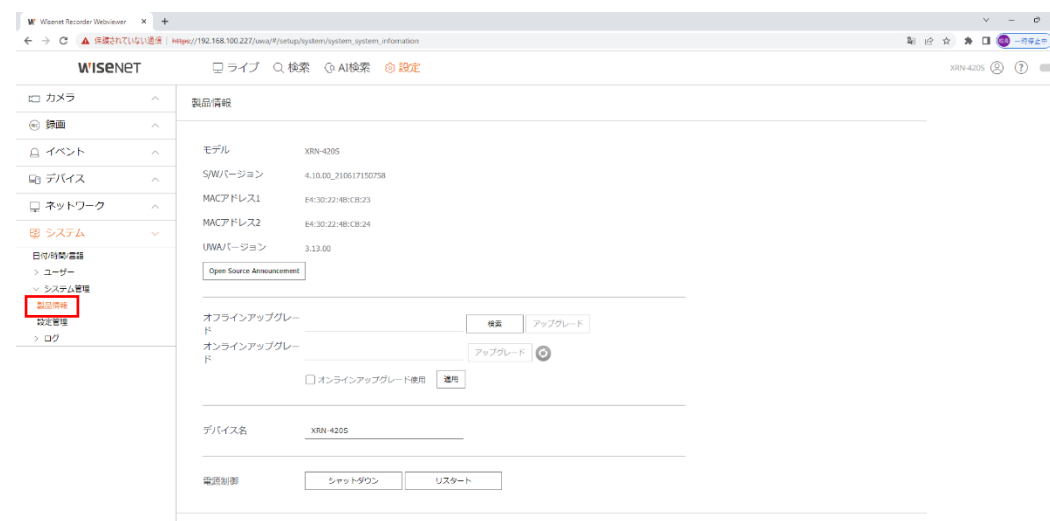 Wisenet Recorder Webviewer
保護されていない通信 | https://192.168.100.227/uwa/#/setup/system/system_system_infomation
一時停止中
WISENET
ライブ 検索 AI検索 設定
XRN-420S
カメラ
録画
イベント
デバイス
ネットワーク
システム
日付/時間/言語
ユーザー
システム管理
製品情報
設定管理
ログ
製品情報
モデル XRN-420S
S/Wバージョン 4.10.00_210617150758
MACアドレス1 E4:30:22:4B:CB:23
MACアドレス2 E4:30:22:4B:CB:24
UWAバージョン 3.13.00
Open Source Announcement
オフラインアップグレー
ド
検索 アップグレード
オンラインアップグレー
ド
アップグレード
オンラインアップグレード使用 適用
デバイス名 XRN-420S
電源制御 シャットダウン リスタート